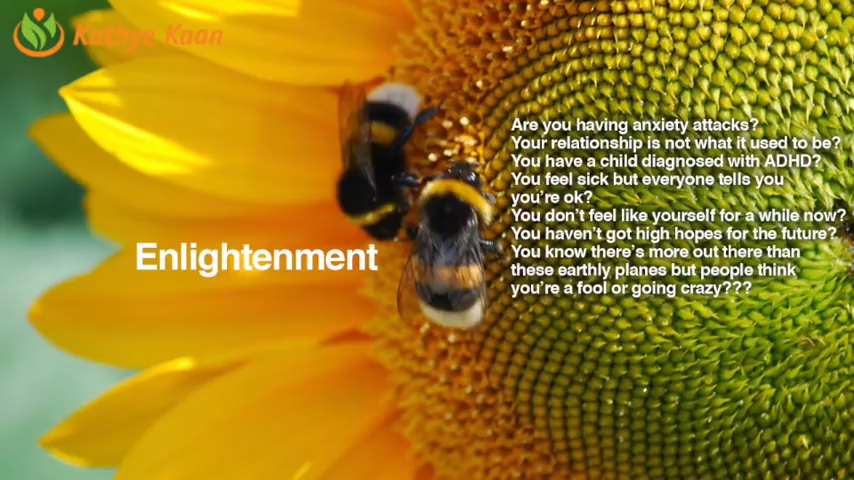 Kathye Kaan
Are you having anxiety attacks?
Your relationship is not what it used to be?
You have a child diagnosed with ADHD?
You feel sick but everyone tells you
you're ok?
You don't feel like yourself for a while now?
You haven't got high hopes for the future?
You know there's more out there than
these earthly planes but people think
you're a fool or going crazy???
Enlightenment